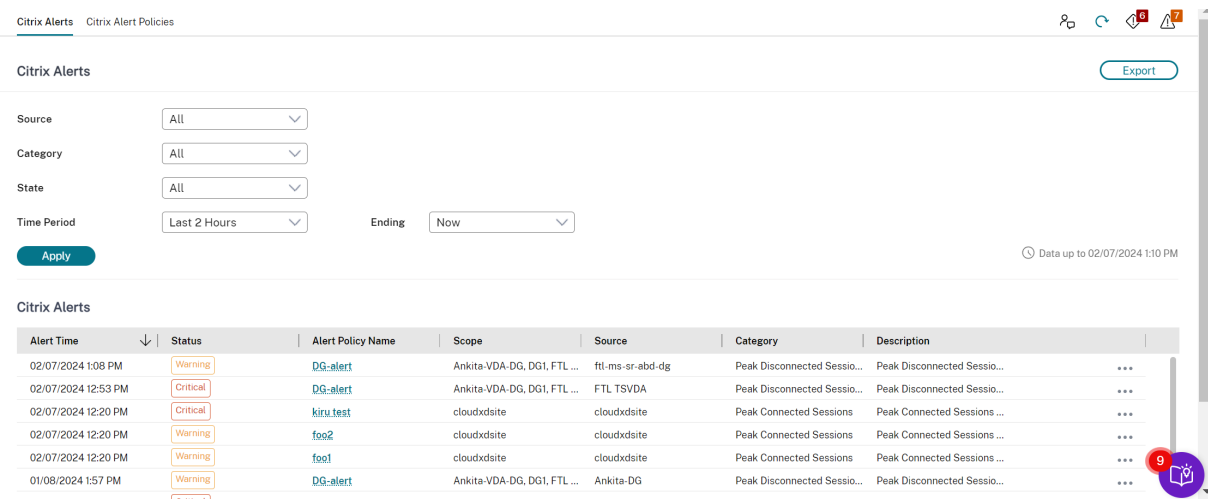 Citrix Alerts Citrix Alert Policies 6 7
Citrix Alerts Export
Source All
Category All
State All
Time Period Last 2 Hours Ending Now
Apply Data up to 02/07/2024 1:10 PM
Citrix Alerts
Alert Time Status Alert Policy Name Scope Source Category Description
02/07/2024 1:08 PM Warning DG-alert Ankita-VDA-DG, DG1, FTL ... ftl-ms-sr-abd-dg Peak Disconnected Sessio... Peak Disconnected Sessio...
02/07/2024 12:53 PM Critical DG-alert Ankita-VDA-DG, DG1, FTL ... FTL TSVDA Peak Disconnected Sessio... Peak Disconnected Sessio...
02/07/2024 12:20 PM Critical kiru test cloudxdsite cloudxdsite Peak Connected Sessions Peak Connected Sessions ...
02/07/2024 12:20 PM Warning foo2 cloudxdsite cloudxdsite Peak Connected Sessions Peak Connected Sessions ...
02/07/2024 12:20 PM Warning foo1 cloudxdsite cloudxdsite Peak Connected Sessions Peak Connected Sessions ...
9
01/08/2024 1:57 PM Warning DG-alert Ankita-VDA-DG, DG1, FTL ... Ankita-DG Peak Disconnected Sessio... Peak Disconnected Sessio...